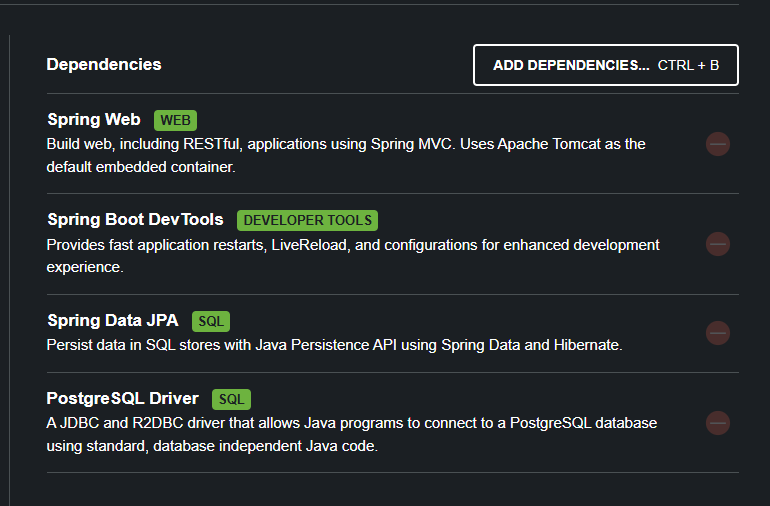 Dependencies
ADD DEPENDENCIES... CTRL + B
Spring Web WEB
Build web, including RESTful, applications using Spring MVC. Uses Apache Tomcat as the
default embedded container.
Spring Boot DevTools DEVELOPER TOOLS
Provides fast application restarts, LiveReload, and configurations for enhanced development
experience.
Spring Data JPA SQL
Persist data in SQL stores with Java Persistence API using Spring Data and Hibernate.
PostgreSQL Driver SQL
A JDBC and R2DBC driver that allows Java programs to connect to a PostgreSQL database
using standard, database independent Java code.